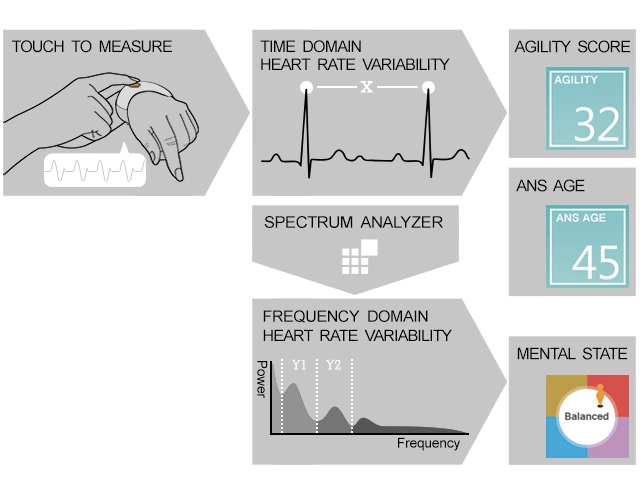 TOUCH TO MEASURE
TIME DOMAIN
HEART RATE VARIABILITY
X
AGILITY SCORE
AGILITY
32
ANS AGE
ANS AGE
45
SPECTRUM ANALYZER
FREQUENCY DOMAIN
HEART RATE VARIABILITY
Power
Y1
Y2
Frequency
MENTAL STATE
Balanced